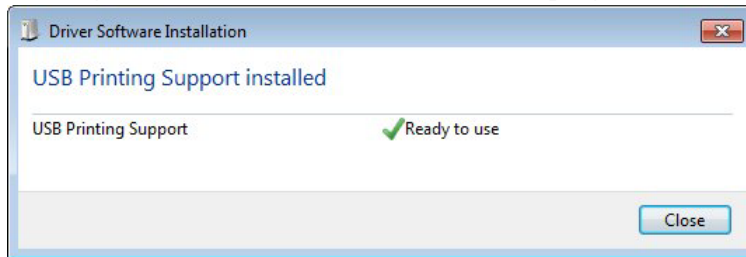 Driver Software Installation
USB Printing Support installed
USB Printing Support Ready to use
Close